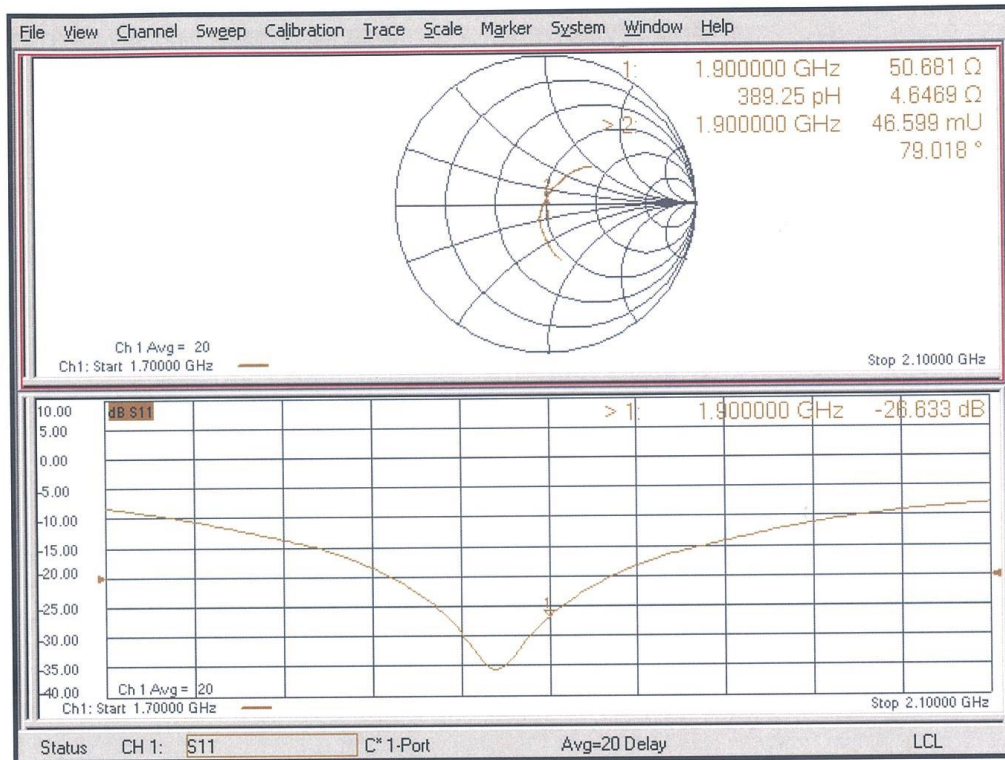 File View Channel Sweep Calibration Trace Scale Marker System Window Help
1: 1.900000 GHz 50.681 Ω
389.25 pH 4.6469 Ω
> 2: 1.900000 GHz 46.599 mU
79.018 °
1
Ch 1 Avg = 20
Ch1: Start 1.70000 GHz Stop 2.10000 GHz
10.00 dB S11 > 1: 1.900000 GHz -26.633 dB
5.00
0.00
-5.00
-10.00
-15.00
-20.00
-25.00
1
-30.00
-35.00
-40.00
Ch 1 Avg = 20
Ch1: Start 1.70000 GHz Stop 2.10000 GHz
Status CH 1: S11 C* 1-Port Avg=20 Delay LCL